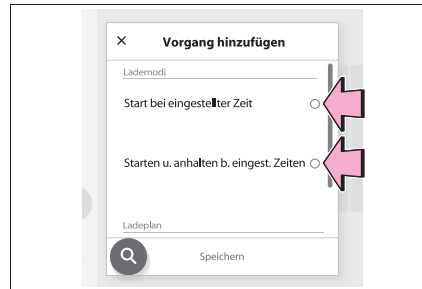 Vorgang hinzufügen
Lademodi
Start bei eingestellter Zeit
Starten u. anhalten b. eingest. Zeiten
Ladeplan
Speichern